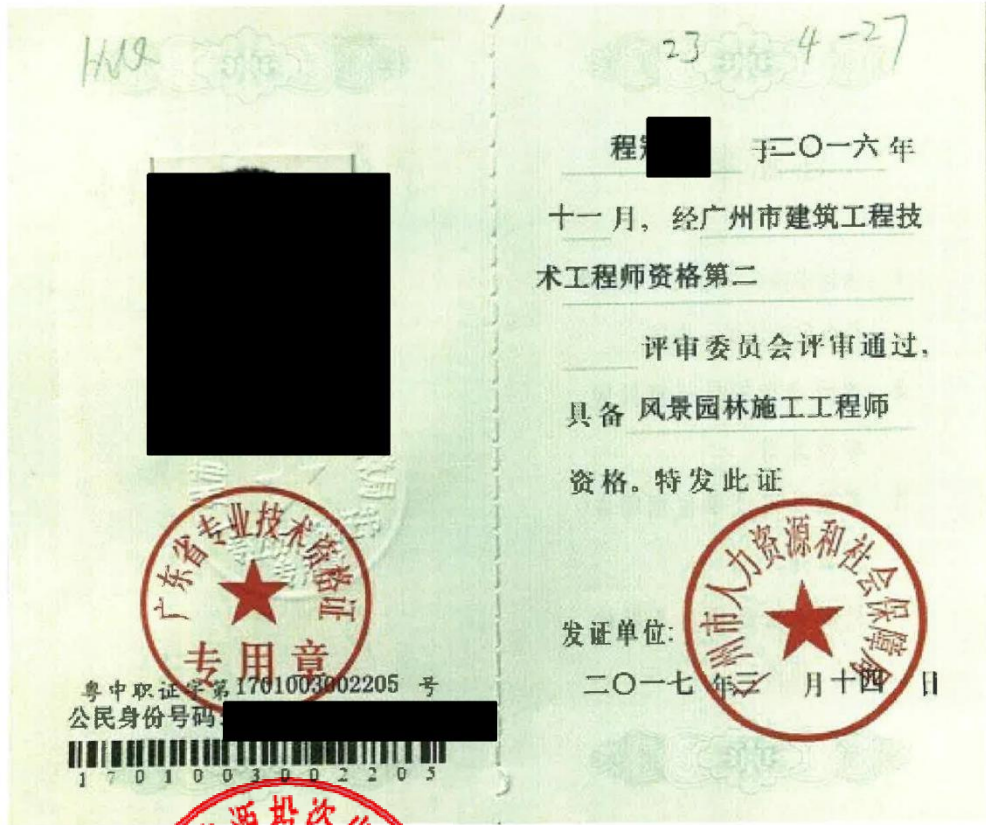 23 4-27
程
于二〇一六年
十一月，经广州市建筑工程技
术工程师资格第二
评审委员会评审通过，
具备 风景园林施工工程师
资格。特发此证
广东省专业技术资格证
专用章
粤中职证字第1701003002205号
公民身份号码:
1701003002205
广州市人力资源和社会保障局
发证单位:
二〇一七年三月十四日
源投资